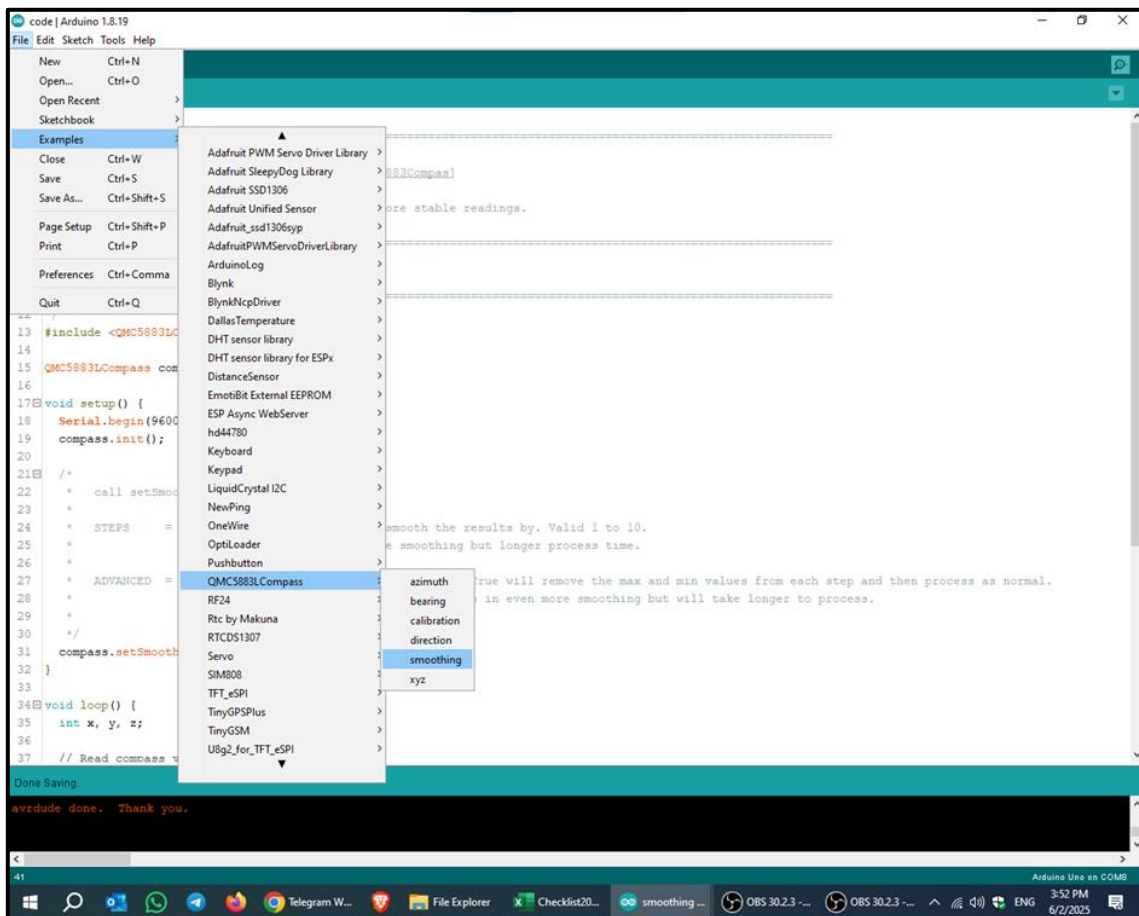 code | Arduino 1.8.19
File Edit Sketch Tools Help
New Ctrl+N
Open... Ctrl+O
Open Recent
Sketchbook
Examples
Close Ctrl+W
Save Ctrl+S
Save As... Ctrl+Shift+S
Page Setup Ctrl+Shift+P
Print Ctrl+P
Preferences Ctrl+Comma
Quit Ctrl+Q
Adafruit PWM Servo Driver Library
Adafruit SleepyDog Library
Adafruit SSD1306
Adafruit Unified Sensor
Adafruit_ssd1306syp
AdafruitPWMServoDriverLibrary
ArduinoLog
Blynk
BlynkNcpDriver
DallasTemperature
DHT sensor library
DHT sensor library for ESPx
DistanceSensor
EmotiBit External EEPROM
ESP Async WebServer
hd44780
Keyboard
Keypad
LiquidCrystal I2C
NewPing
OneWire
OptiLoader
Pushbutton
QMC5883LCompass
RF24
Rtc by Makuna
RTCDS1307
Servo
SIM808
TFT_eSPI
TinyGPSPlus
TinyGSM
U8g2_for_TFT_eSPI
azimuth
bearing
calibration
direction
smoothing
xyz
883Compas]
ore stable readings.
13 #include <QMC5883LC
14
15 QMC5883LCompass com
16
17 void setup() {
18 Serial.begin(9600
19 compass.init();
20
21 /*
22 * call setSmoo
23 *
24 * STEPS = smooth the results by. Valid 1 to 10.
25 * e smoothing but longer process time.
26 *
27 * ADVANCED = True will remove the max and min values from each step and then process as normal.
28 * in even more smoothing but will take longer to process.
29 *
30 */
31 compass.setSmooth
32 }
33
34 void loop() {
35 int x, y, z;
36
37 // Read compass v
Done Saving.
avrdude done. Thank you.
41 Arduino Uno on COM8
Telegram W... File Explorer Checklist20... smoothing ... OBS 30.2.3 -... OBS 30.2.3 -... ENG 3:52 PM
6/2/2025